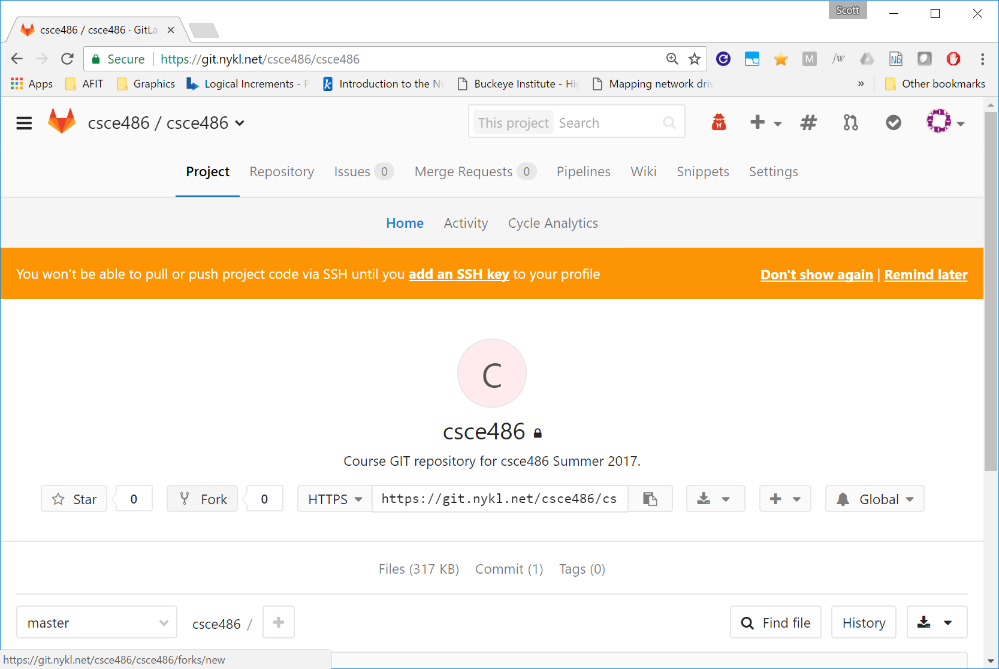 Scott
csce486 / csce486 · GitLa
Secure https://git.nykl.net/csce486/csce486
Apps AFIT Graphics Logical Increments - Introduction to the Buckeye Institute - Mapping network » Other bookmarks
csce486 / csce486 This project Search
Project Repository Issues 0 Merge Requests 0 Pipelines Wiki Snippets Settings
Home Activity Cycle Analytics
You won't be able to pull or push project code via SSH until you add an SSH key to your profile Don't show again | Remind later
C
csce486
Course GIT repository for csce486 Summer 2017.
Star 0 Fork 0 HTTPS https://git.nykl.net/csce486/cs Global
Files (317 KB) Commit (1) Tags (0)
master csce486 / Find file History
https://git.nykl.net/csce486/csce486/forks/new